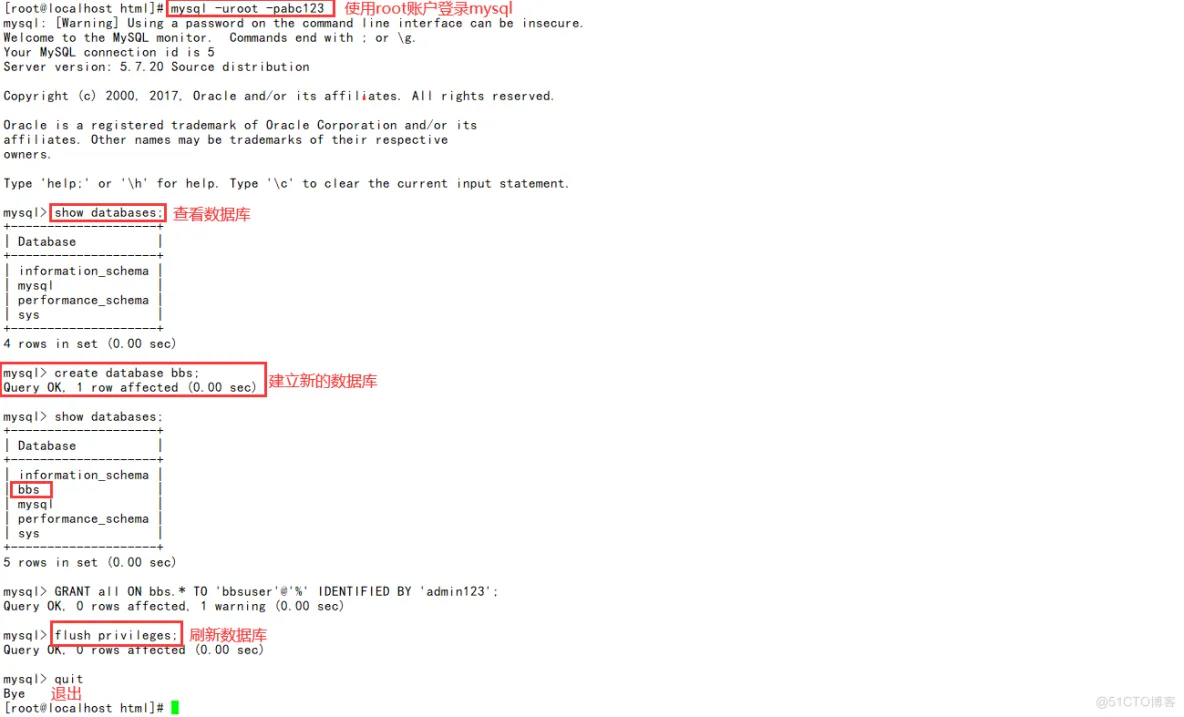 [root@localhost html]# mysql -uroot -pabc123 使用root账户登录mysql
mysql: [Warning] Using a password on the command line interface can be insecure.
Welcome to the MySQL monitor.  Commands end with ; or \g.
Your MySQL connection id is 5
Server version: 5.7.20 Source distribution
Copyright (c) 2000, 2017, Oracle and/or its affiliates. All rights reserved.
Oracle is a registered trademark of Oracle Corporation and/or its
affiliates. Other names may be trademarks of their respective
owners.
Type 'help;' or '\h' for help. Type '\c' to clear the current input statement.
mysql> show databases; 查看数据库
+--------------------+
| Database           |
+--------------------+
| information_schema |
| mysql              |
| performance_schema |
| sys                |
+--------------------+
4 rows in set (0.00 sec)
mysql> create database bbs;
Query OK, 1 row affected (0.00 sec) 建立新的数据库
mysql> show databases;
+--------------------+
| Database           |
+--------------------+
| information_schema |
| bbs                |
| mysql              |
| performance_schema |
| sys                |
+--------------------+
5 rows in set (0.00 sec)
mysql> GRANT all ON bbs.* TO 'bbsuser'@'%' IDENTIFIED BY 'admin123';
Query OK, 0 rows affected, 1 warning (0.00 sec)
mysql> flush privileges; 刷新数据库
Query OK, 0 rows affected (0.00 sec)
mysql> quit
Bye 退出
[root@localhost html]#
@51CTO博客